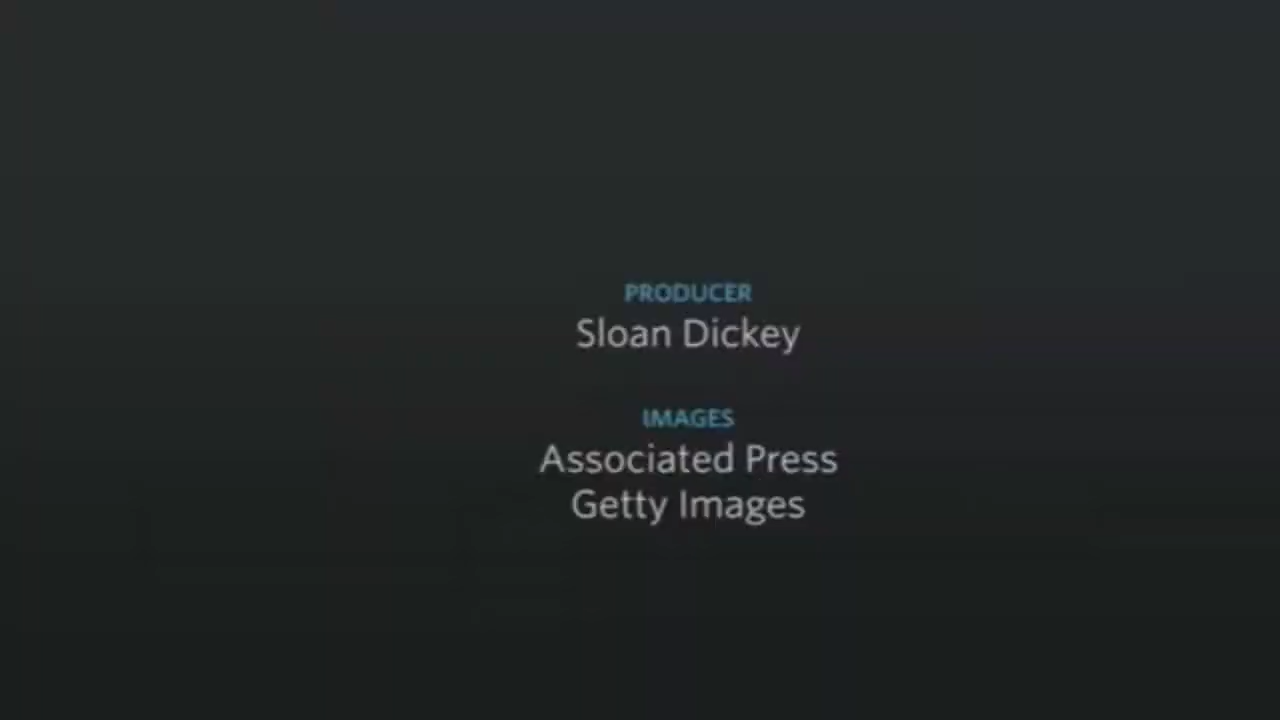 PRODUCER
Sloan Dickey
IMAGES
Associated Press
Getty Images